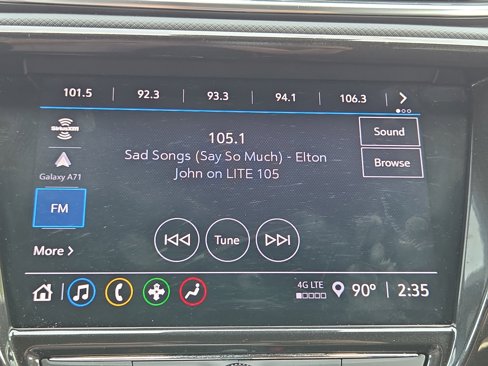 101.5 92.3 93.3 94.1 106.3
SiriusXM
105.1
Sound
Sad Songs (Say So Much) - Elton
John on LITE 105
Browse
Galaxy A71
FM
Tune
More
4G LTE
90° 2:35